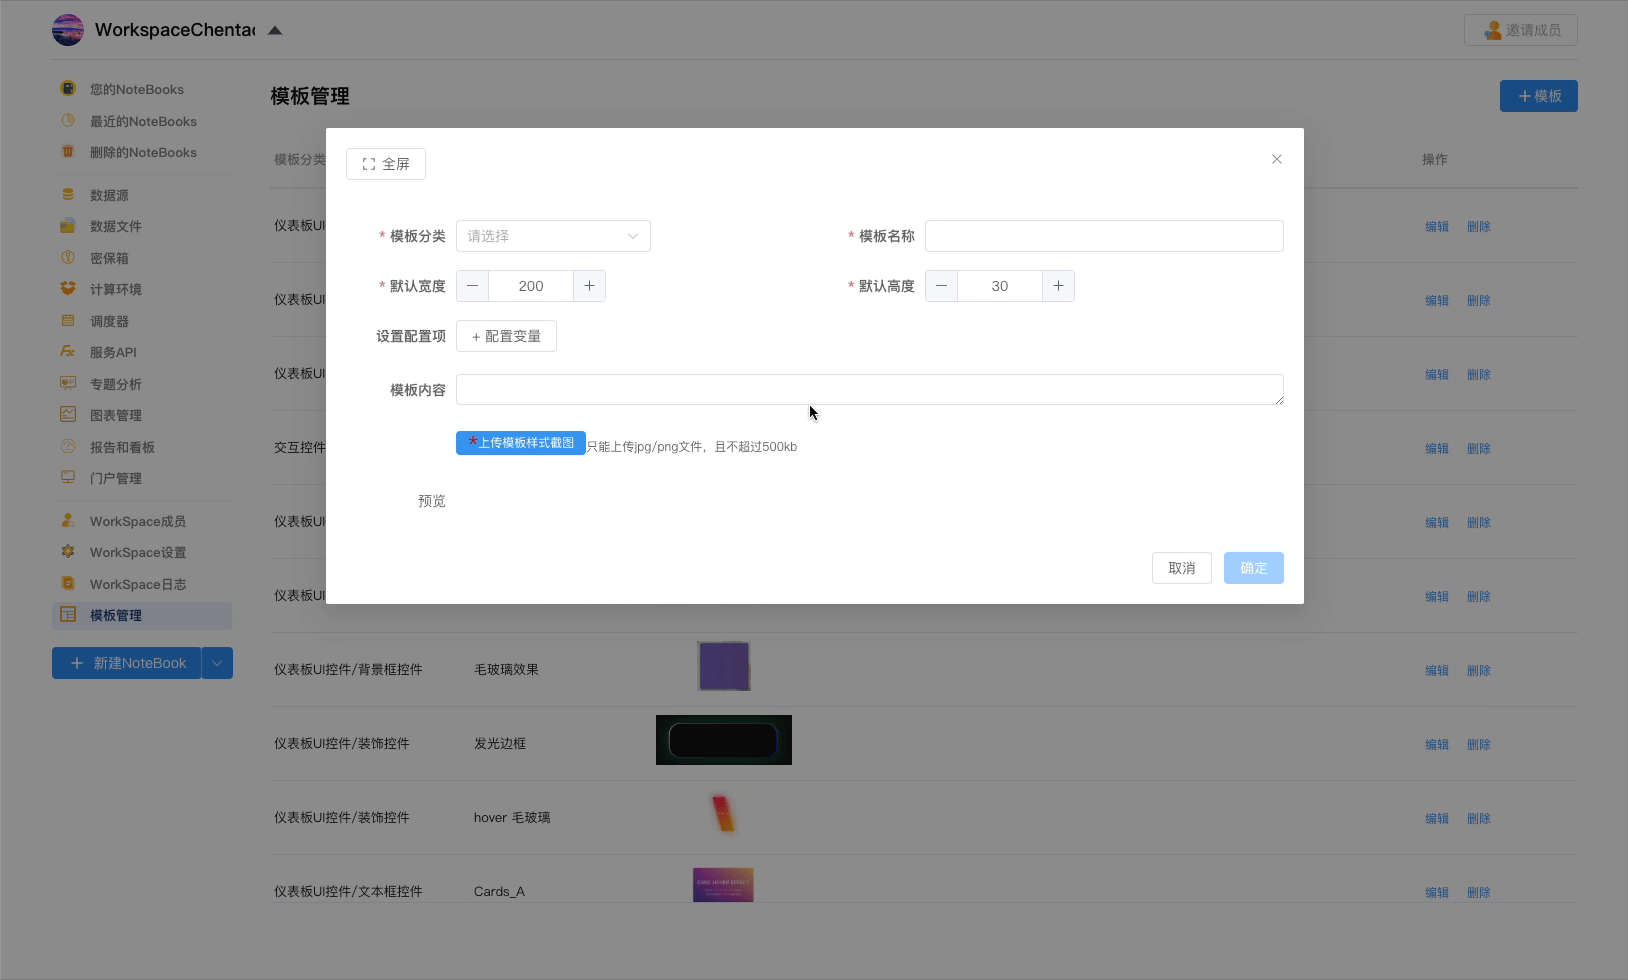 WorkspaceChentac
邀请成员
您的NoteBooks
最近的NoteBooks
删除的NoteBooks
数据源
数据文件
密保箱
计算环境
调度器
服务API
专题分析
图表管理
报告和看板
门户管理
WorkSpace成员
WorkSpace设置
WorkSpace日志
模板管理
+ 新建NoteBook
模板管理
+ 模板
模板分类
操作
仪表板UI
编辑 删除
仪表板UI
编辑 删除
仪表板UI
编辑 删除
交互控件
编辑 删除
仪表板UI
编辑 删除
仪表板UI
编辑 删除
仪表板UI控件/背景框控件 毛玻璃效果 编辑 删除
仪表板UI控件/装饰控件 发光边框 编辑 删除
仪表板UI控件/装饰控件 hover 毛玻璃 编辑 删除
仪表板UI控件/文本框控件 Cards_A CARD HOVER EFFECT 编辑 删除
全屏
* 模板分类 请选择 * 模板名称
* 默认宽度 200 * 默认高度 30
设置配置项 + 配置变量
模板内容
*上传模板样式截图 只能上传jpg/png文件，且不超过500kb
预览
取消 确定